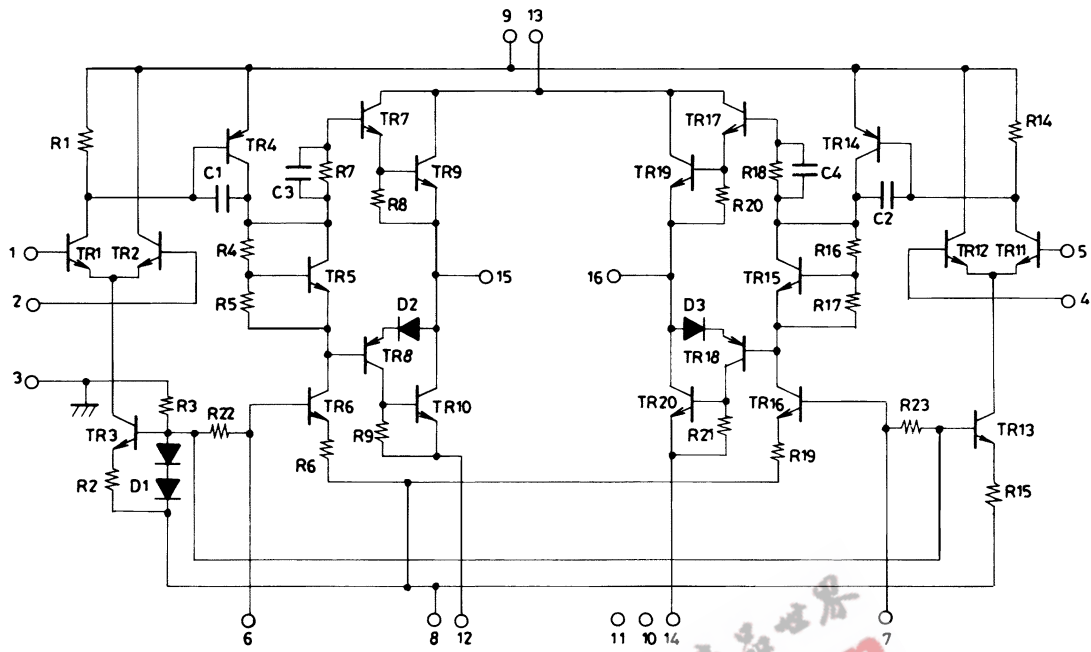 9 13
R1
TR4
C1
TR7
C3
R7
R8
TR9
TR17
R18
C4
TR19
R20
TR14
C2
R14
1
TR1
TR2
R4
TR5
R5
15
16
TR15
R16
R17
TR12
TR11
5
2
4
D2
TR8
D3
TR18
3
R3
R22
TR3
R2
D1
TR6
R6
R9
TR10
TR20
R21
TR16
R19
R23
TR13
R15
6
8
12
11
10
14
7